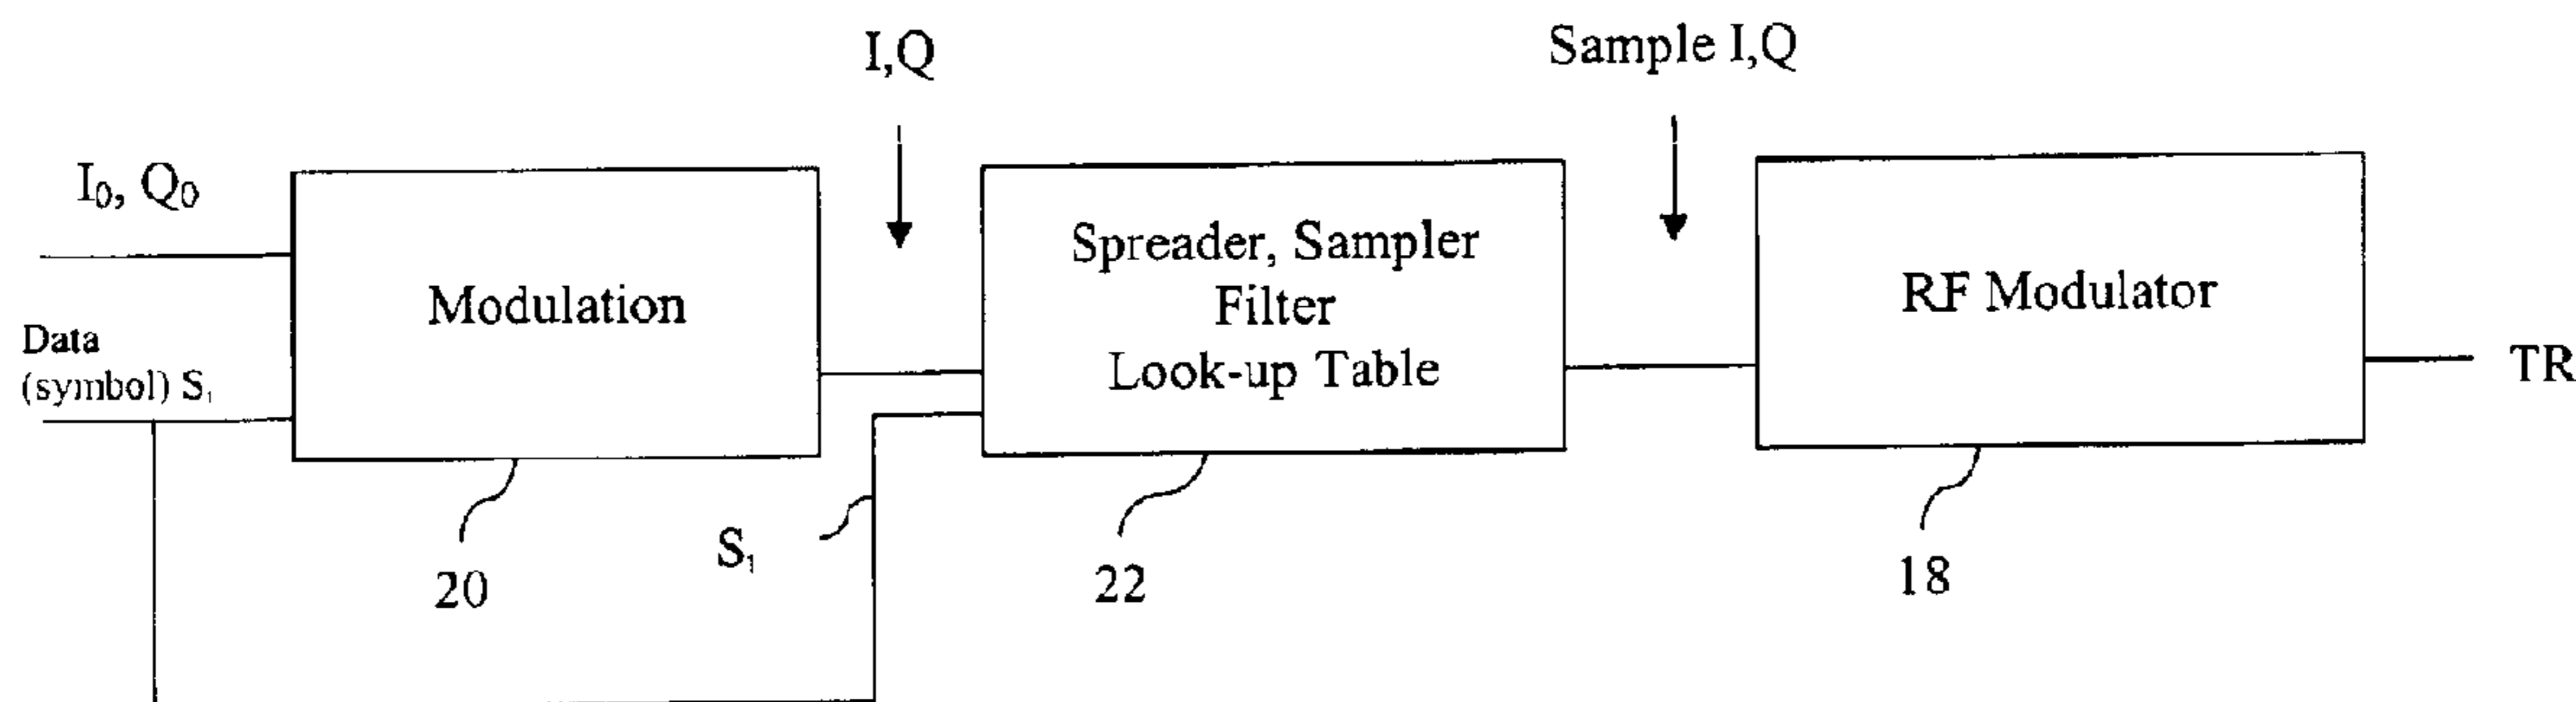 I,Q
Sample I,Q
I₀, Q₀
Data
(symbol) S₁
Modulation
Spreader, Sampler
Filter
Look-up Table
RF Modulator
TR
S₁
20
22
18